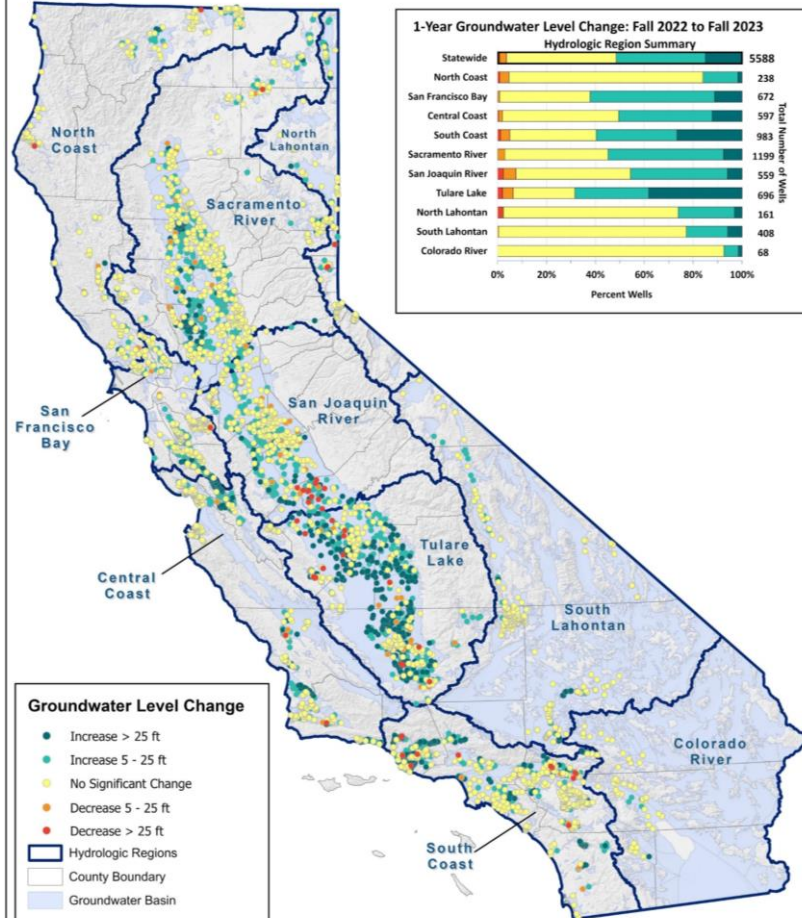 1-Year Groundwater Level Change: Fall 2022 to Fall 2023
Hydrologic Region Summary
Statewide 5588
North Coast 238
San Francisco Bay 672
Central Coast 597
South Coast 983
Sacramento River 1199
San Joaquin River 559
Tulare Lake 696
North Lahontan 161
South Lahontan 408
Colorado River 68
Total Number of Wells
0% 20% 40% 60% 80% 100%
Percent Wells
North
Coast
North
Lahontan
Sacramento
River
San
Francisco
Bay
San Joaquin
River
Central
Coast
Tulare
Lake
South
Lahontan
Colorado
River
South
Coast
Groundwater Level Change
Increase > 25 ft
Increase 5 - 25 ft
No Significant Change
Decrease 5 - 25 ft
Decrease > 25 ft
Hydrologic Regions
County Boundary
Groundwater Basin